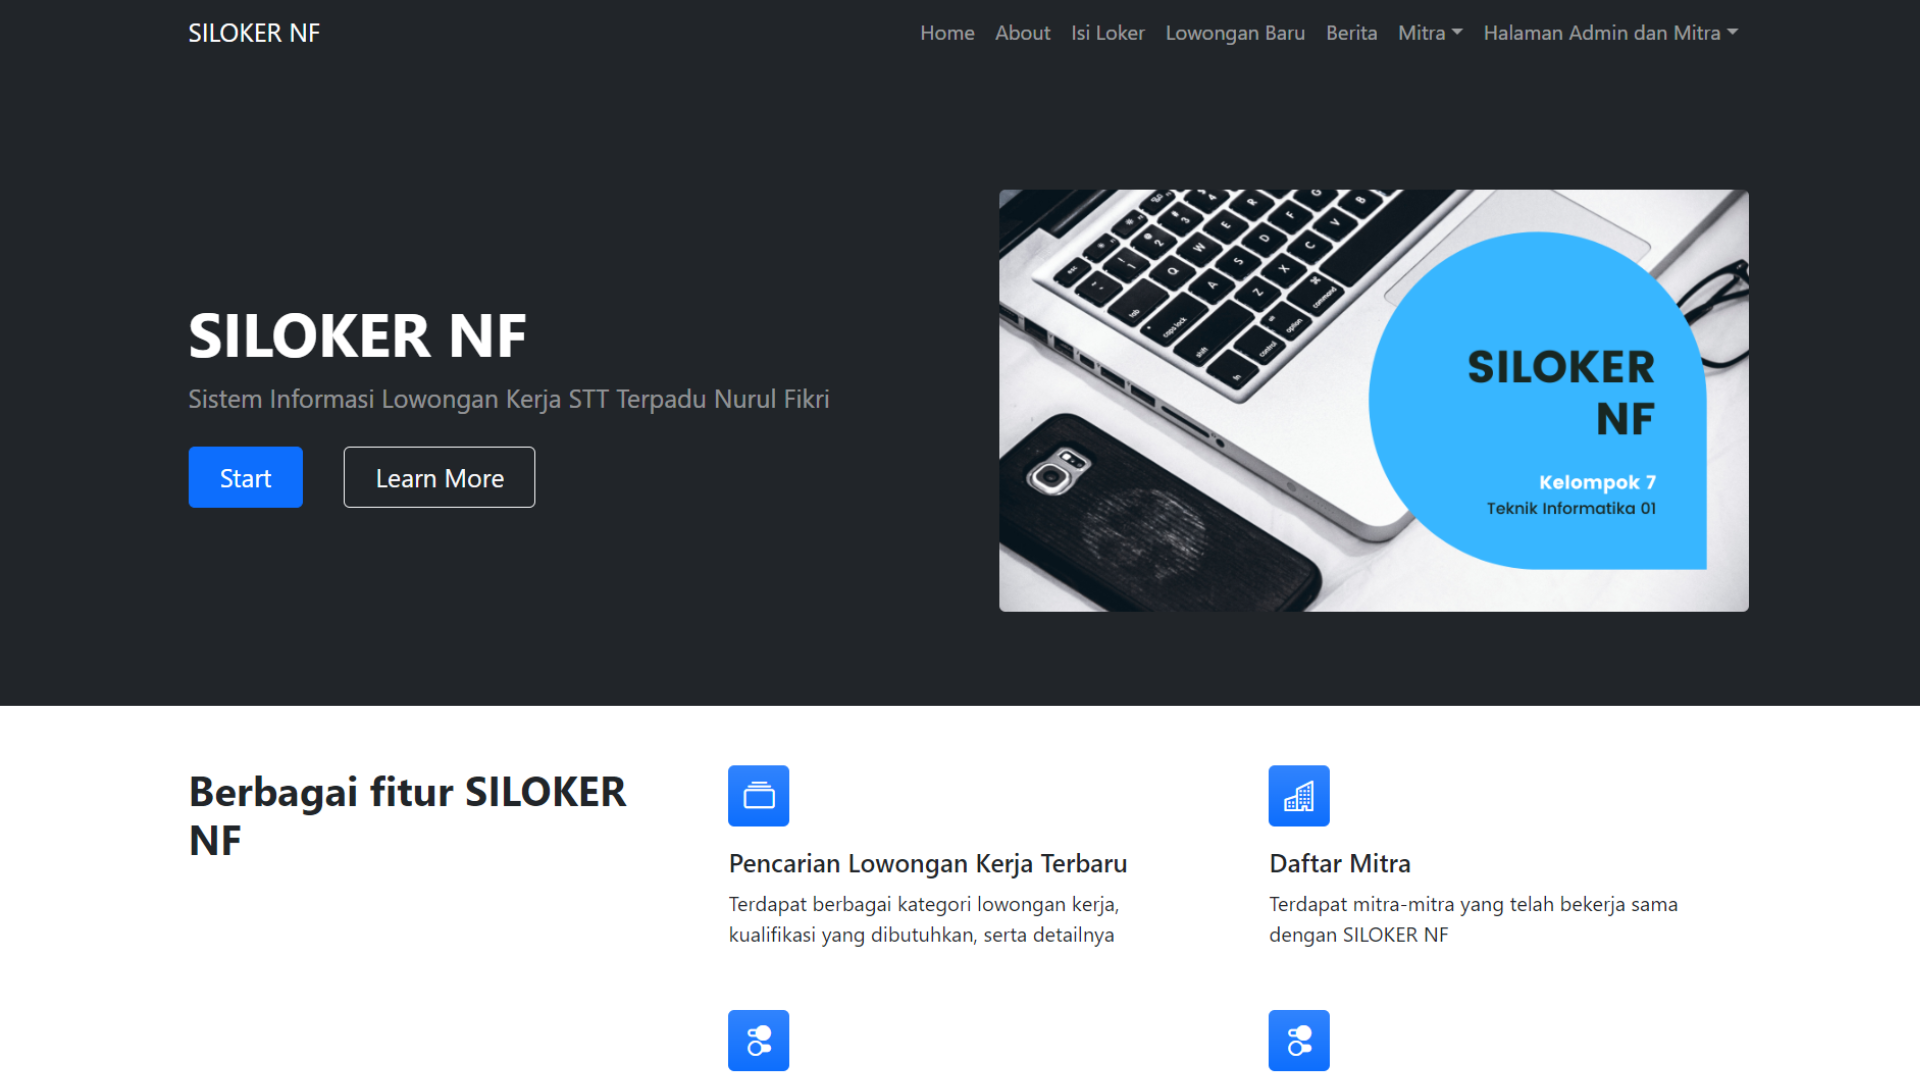 SILOKER NF
Home About Isi Loker Lowongan Baru Berita Mitra Halaman Admin dan Mitra
SILOKER NF
Sistem Informasi Lowongan Kerja STT Terpadu Nurul Fikri
Start Learn More
SILOKER
NF
Kelompok 7
Teknik Informatika 01
Berbagai fitur SILOKER
NF
Pencarian Lowongan Kerja Terbaru
Terdapat berbagai kategori lowongan kerja,
kualifikasi yang dibutuhkan, serta detailnya
Daftar Mitra
Terdapat mitra-mitra yang telah bekerja sama
dengan SILOKER NF